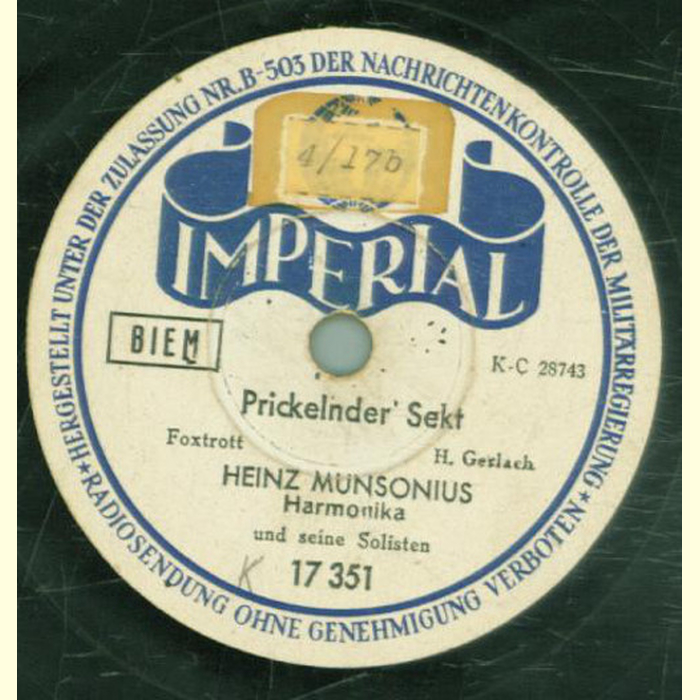 HERGESTELLT UNTER DER ZULASSUNG NR. B-503 DER NACHRICHTENKONTROLLE DER MILITÄRREGIERUNG
★ RADIOSENDUNG OHNE GENEHMIGUNG VERBOTEN ★
4/17b
IMPERIAL
BIEM
K-C 28743
Prickelnder Sekt
Foxtrott
H. Gerlach
HEINZ MUNSONIUS
Harmonika
und seine Solisten
K 17 351